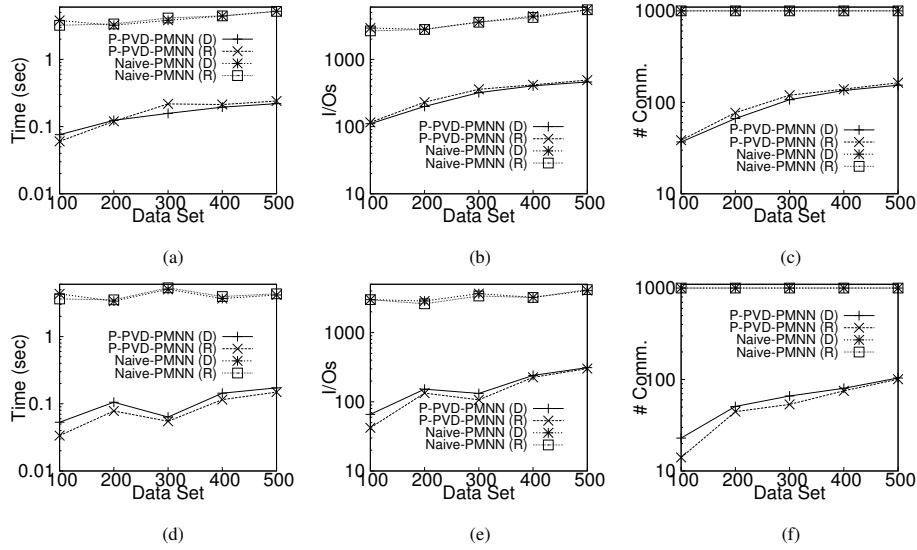 Time (sec)
1
0.1
0.01
P-PVD-PMNN (D)
P-PVD-PMNN (R)
Naive-PMNN (D)
Naive-PMNN (R)
100 200 300 400 500
Data Set
(a)
I/Os
1000
100
10
P-PVD-PMNN (D)
P-PVD-PMNN (R)
Naive-PMNN (D)
Naive-PMNN (R)
100 200 300 400 500
Data Set
(b)
# Comm.
1000
100
10
P-PVD-PMNN (D)
P-PVD-PMNN (R)
Naive-PMNN (D)
Naive-PMNN (R)
100 200 300 400 500
Data Set
(c)
Time (sec)
1
0.1
0.01
P-PVD-PMNN (D)
P-PVD-PMNN (R)
Naive-PMNN (D)
Naive-PMNN (R)
100 200 300 400 500
Data Set
(d)
I/Os
1000
100
10
P-PVD-PMNN (D)
P-PVD-PMNN (R)
Naive-PMNN (D)
Naive-PMNN (R)
100 200 300 400 500
Data Set
(e)
# Comm.
1000
100
10
P-PVD-PMNN (D)
P-PVD-PMNN (R)
Naive-PMNN (D)
Naive-PMNN (R)
100 200 300 400 500
Data Set
(f)